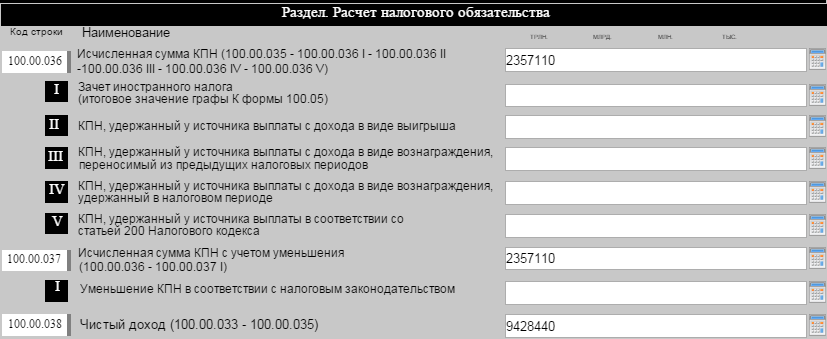 Раздел. Расчет налогового обязательства
Код строки Наименование ТРЛН. МЛРД. МЛН. ТЫС.
100.00.036 Исчисленная сумма КПН (100.00.035 - 100.00.036 I - 100.00.036 II
-100.00.036 III - 100.00.036 IV - 100.00.036 V) 2357110
I Зачет иностранного налога
(итоговое значение графы К формы 100.05)
II КПН, удержанный у источника выплаты с дохода в виде выигрыша
III КПН, удержанный у источника выплаты с дохода в виде вознаграждения,
переносимый из предыдущих налоговых периодов
IV КПН, удержанный у источника выплаты с дохода в виде вознаграждения,
удержанный в налоговом периоде
V КПН, удержанный у источника выплаты в соответствии со
статьей 200 Налогового кодекса
100.00.037 Исчисленная сумма КПН с учетом уменьшения
(100.00.036 - 100.00.037 I) 2357110
I Уменьшение КПН в соответствии с налоговым законодательством
100.00.038 Чистый доход (100.00.033 - 100.00.035) 9428440